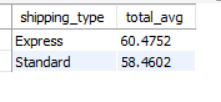 shipping_type total_avg
Express 60.4752
Standard 58.4602